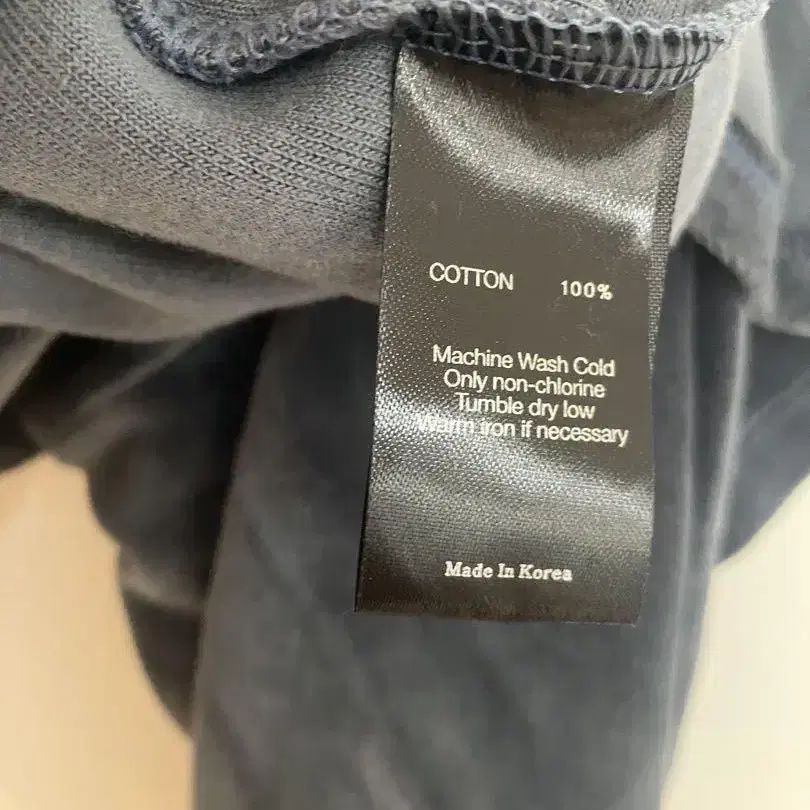 COTTON 100%
Machine Wash Cold
Only non-chlorine
Tumble dry low
Warm iron if necessary
Made In Korea